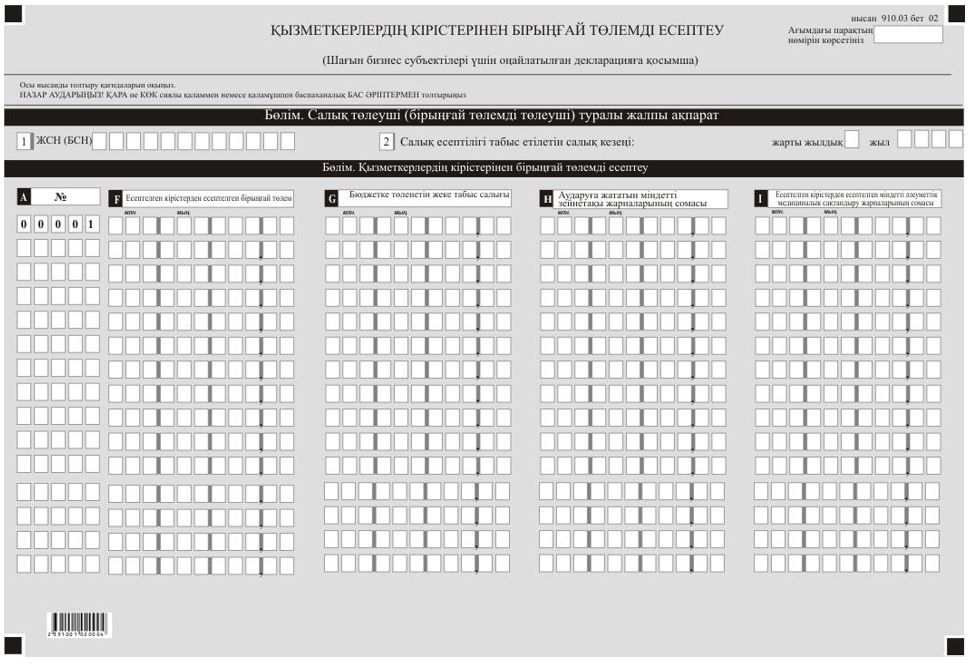 нысан 910.03 бет 02
ҚЫЗМЕТКЕРЛЕРДІҢ КІРІСТЕРІНЕН БІРЫҢҒАЙ ТӨЛЕМДІ ЕСЕПТЕУ
Ағымдағы парақтың
нөмірін көрсетіңіз
(Шағын бизнес субъектілері үшін оңайлатылған декларацияға қосымша)
Осы нысанды толтыру қағидаларын оқыңыз.
НАЗАР АУДАРЫҢЫЗ! ҚАРА не КӨК сиялы қаламмен немесе қаламұшпен баспаханалық БАС ӘРІПТЕРМЕН толтырыңыз
Бөлім. Салық төлеуші (бірыңғай төлемді төлеуші) туралы жалпы ақпарат
1 ЖСН (БСН)
2 Салық есептілігі табыс етілетін салық кезеңі: жарты жылдық жыл
Бөлім. Қызметкерлердің кірістерінен бірыңғай төлемді есептеу
A №
F Есептелген кірістерден есептелген бірыңғай төлем
G Бюджетке төленетін жеке табыс салығы
H Аударуға жататын міндетті
зейнетақы жарналарының сомасы
I Есептелген кірістерден есептелген міндетті әлеуметтік
медициналық сақтандыру жарналарының сомасы
млн. мың млн. мың млн. мың млн. мың
0 0 0 0 1